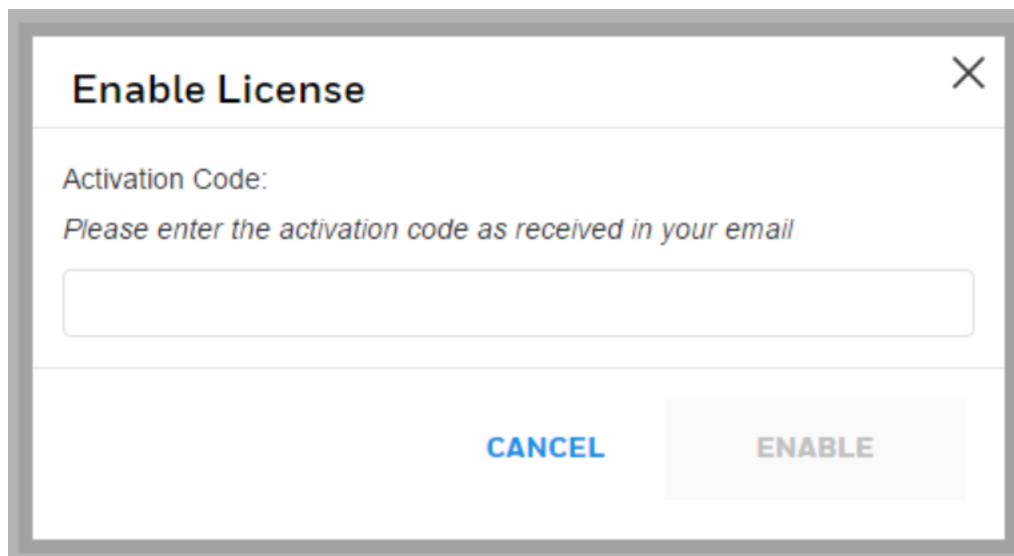 Enable License
Activation Code:
Please enter the activation code as received in your email
CANCEL ENABLE